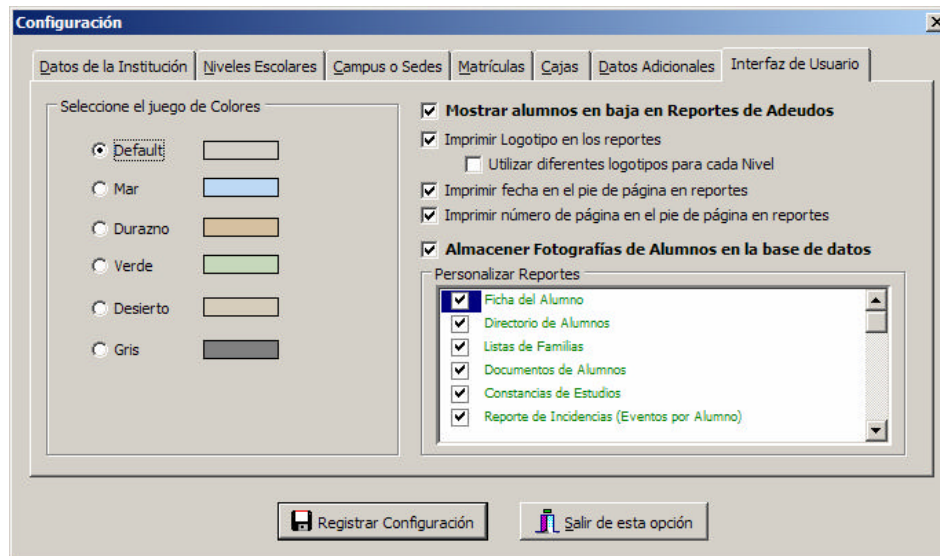 Configuración
Datos de la Institución
Niveles Escolares
Campus o Sedes
Matrículas
Cajas
Datos Adicionales
Interfaz de Usuario
Seleccione el juego de Colores
Default
Mar
Durazno
Verde
Desierto
Gris
Mostrar alumnos en baja en Reportes de Adeudos
Imprimir Logotipo en los reportes
Utilizar diferentes logotipos para cada Nivel
Imprimir fecha en el pie de página en reportes
Imprimir número de página en el pie de página en reportes
Almacener Fotografías de Alumnos en la base de datos
Personalizar Reportes
Ficha del Alumno
Directorio de Alumnos
Listas de Familias
Documentos de Alumnos
Constancias de Estudios
Reporte de Incidencias (Eventos por Alumno)
Registrar Configuración
Salir de esta opción